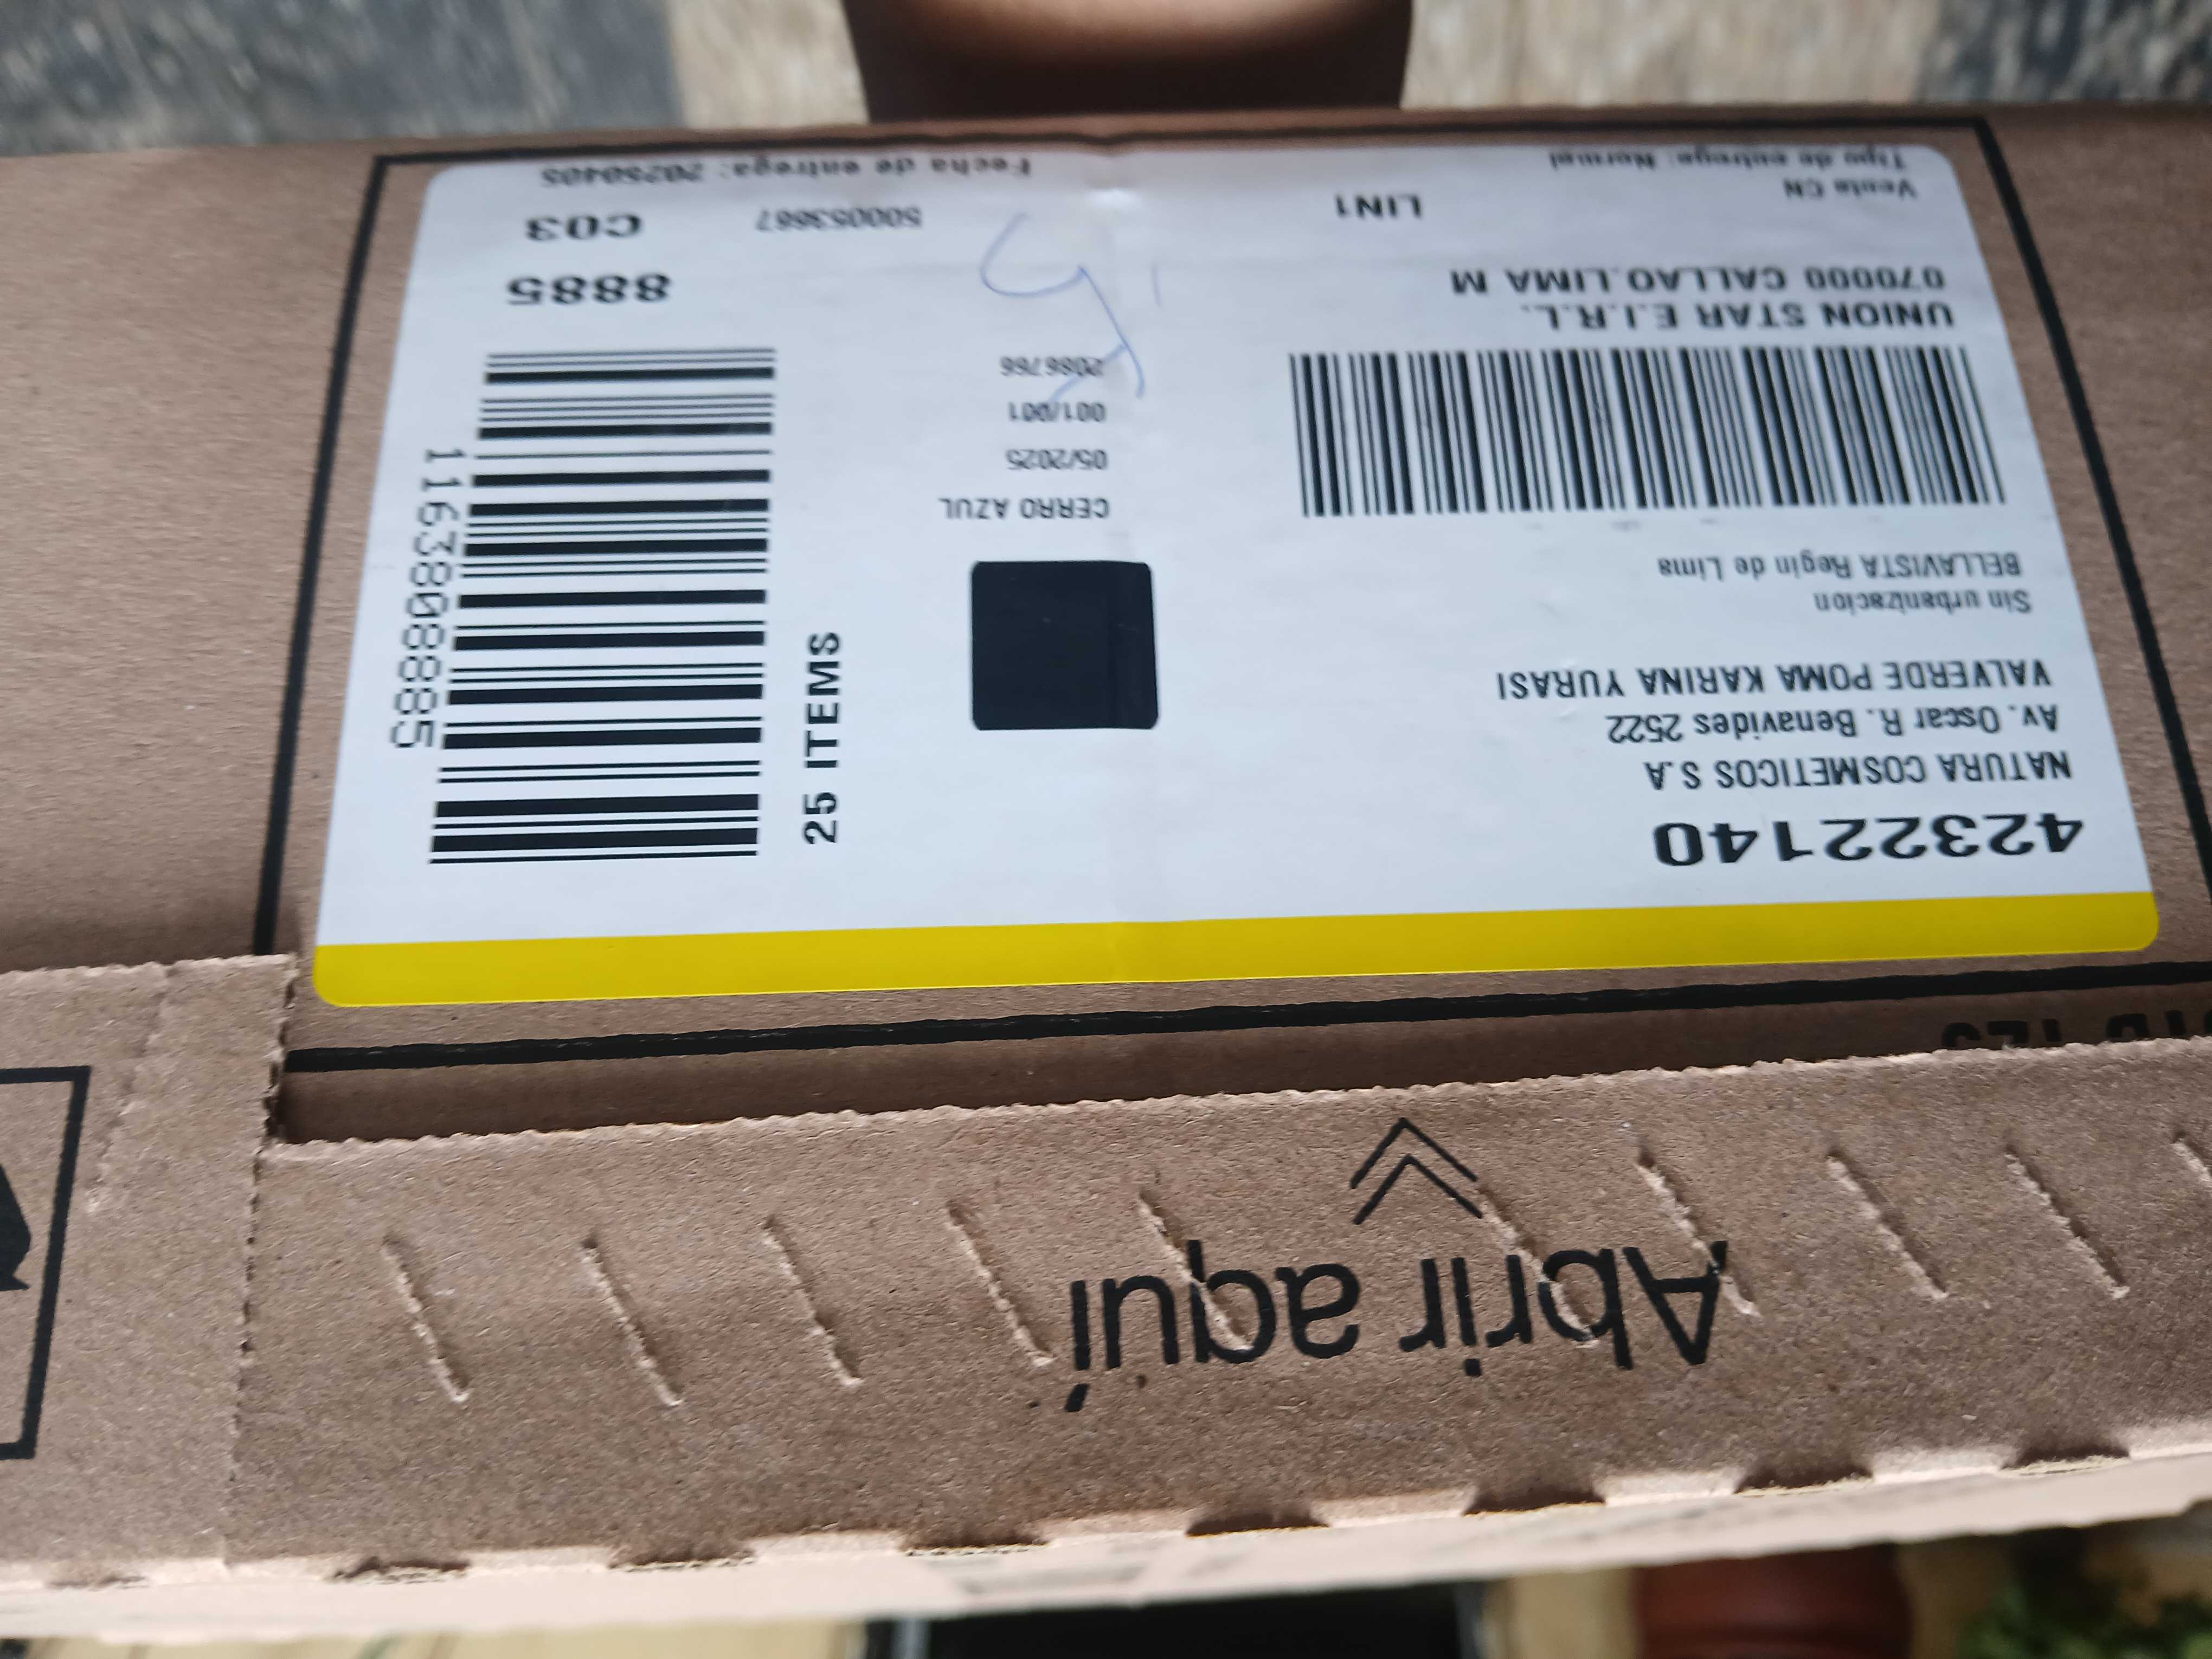 Abrir aquí
42322140
NATURA COSMETICOS S.A
Av. Oscar R. Benavides 2522
VALVERDE POMA KARINA YURASI
Sin urbanizacion
BELLAVISTA Regin de Lima
UNION STAR E.I.R.L.
070000 CALLAO.LIMA M
Venta CN
LIN1
Tipo de entrega: Normal
CERRO AZUL
05/2025
001/001
2086766
500053667
Fecha de entrega: 20250405
25 ITEMS
1163808885
8885
C03